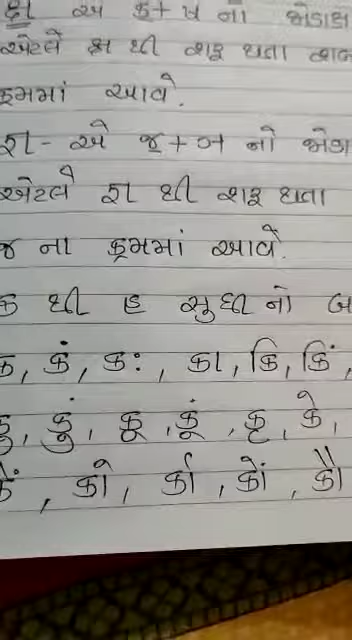 ક્ષ એ ક + ષ નો જોડાક્ષ
એટલે ક્ષ થી શરૂ થતા શબ્
ક્રમમાં આવે.
જ્ઞ - એ જ + ઞ નો જોડા
એટલે જ્ઞ થી શરૂ થતા
જ ના ક્રમમાં આવે.
ક થી હ સુધી નો બ
ક, કં, કઃ, કા, કિ, કિં,
કુ, કું, કૂ, કૂં, કૃ, કે,
કેં, કો, ર્કા, કોં, કૌ